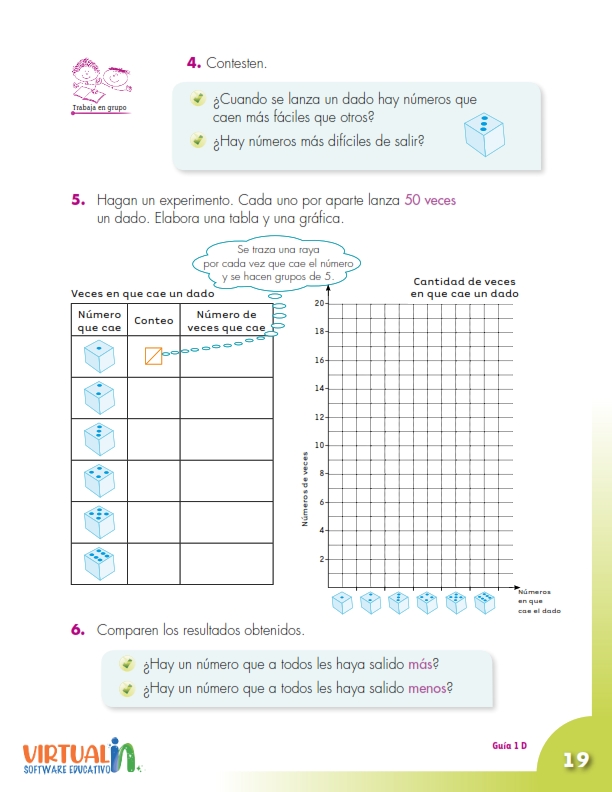 Trabaja en grupo
4. Contesten.
¿Cuando se lanza un dado hay números que
caen más fáciles que otros?
¿Hay números más difíciles de salir?
5. Hagan un experimento. Cada uno por aparte lanza 50 veces
un dado. Elabora una tabla y una gráfica.
Se traza una raya
por cada vez que cae el número
y se hacen grupos de 5.
Veces en que cae un dado
Número
que cae
Conteo
Número de
veces que cae
Cantidad de veces
en que cae un dado
20
18
16
14
12
10
8
6
4
2
Números de veces
Números
en que
cae el dado
6. Comparen los resultados obtenidos.
¿Hay un número que a todos les haya salido más?
¿Hay un número que a todos les haya salido menos?
VIRTUAL in
SOFTWARE EDUCATIVO
Guía 1 D
19